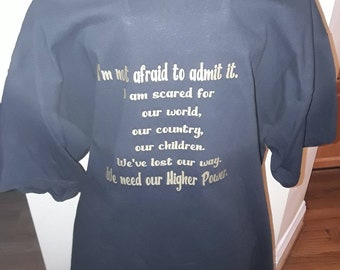 I'm not afraid to admit it.
I am scared for
our world,
our country,
our children.
We've lost our way.
We need our Higher Power.